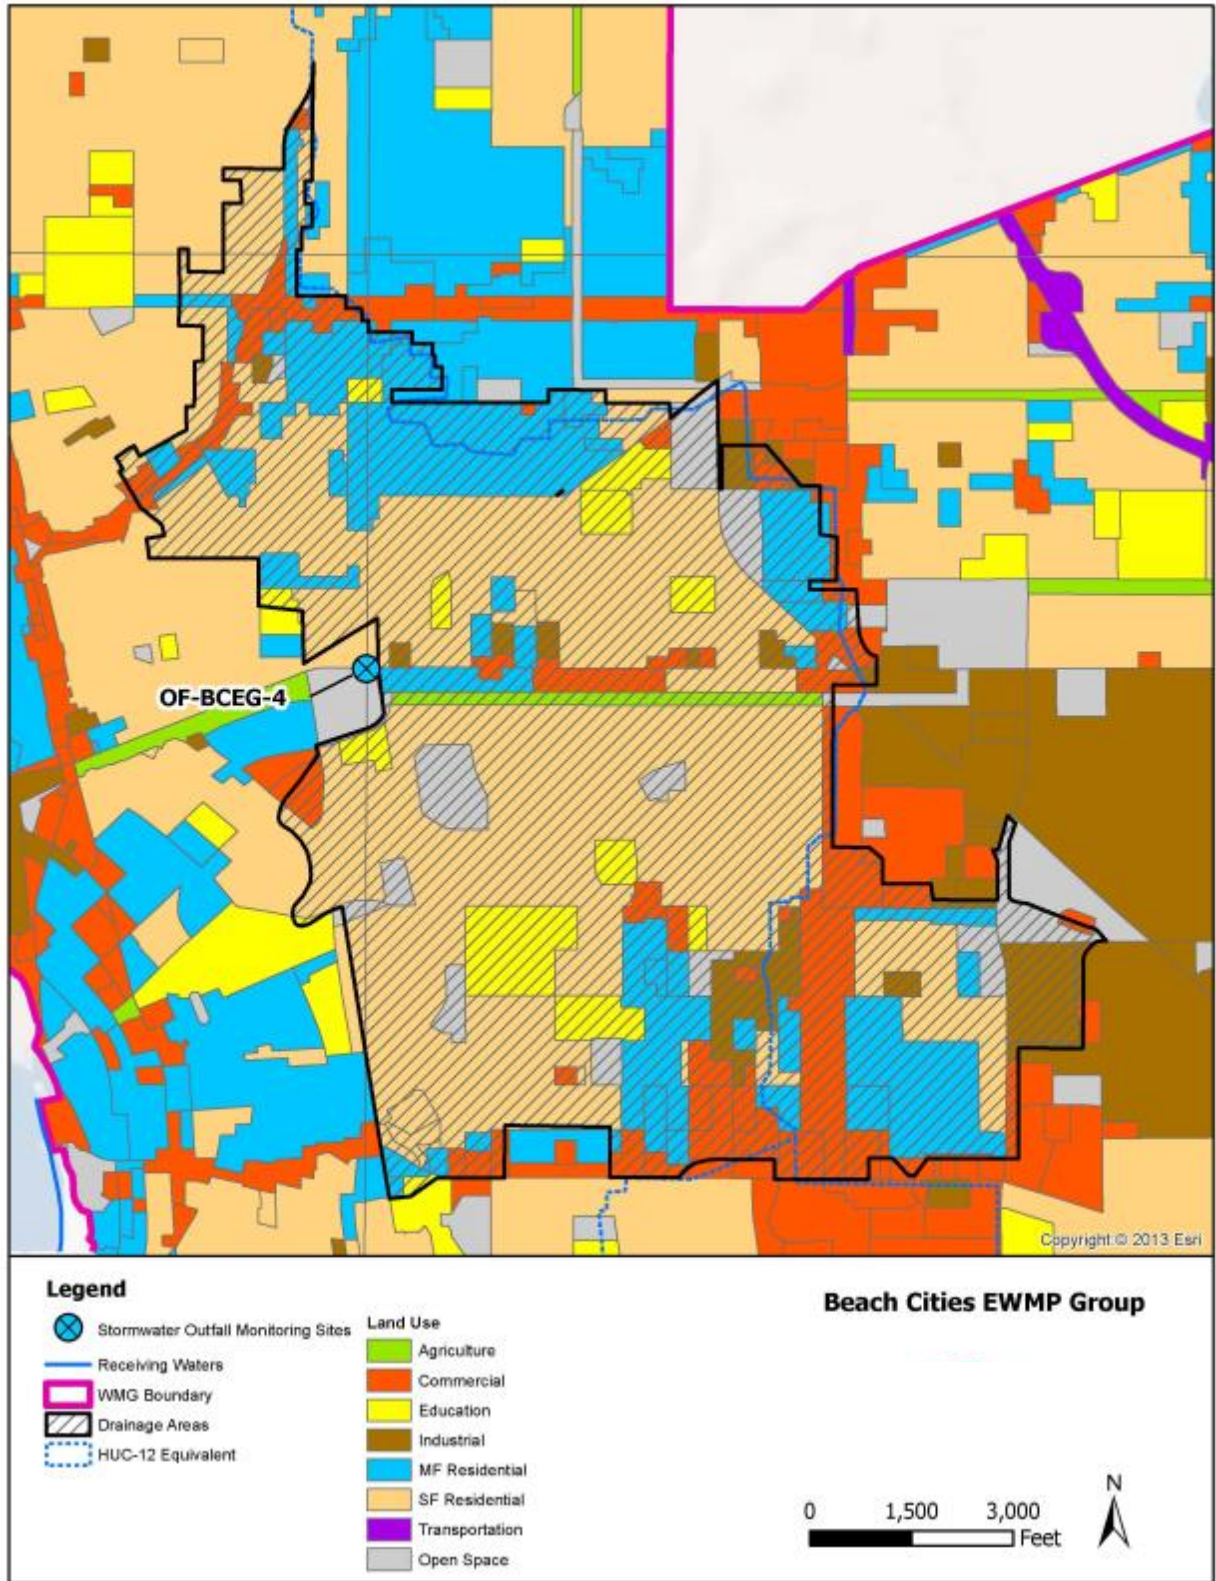 OF-BCEG-4
Copyright:© 2013 Esri
Legend
Stormwater Outfall Monitoring Sites
Receiving Waters
WMG Boundary
Drainage Areas
HUC-12 Equivalent
Land Use
Agriculture
Commercial
Education
Industrial
MF Residential
SF Residential
Transportation
Open Space
Beach Cities EWMP Group
0 1,500 3,000
Feet
N